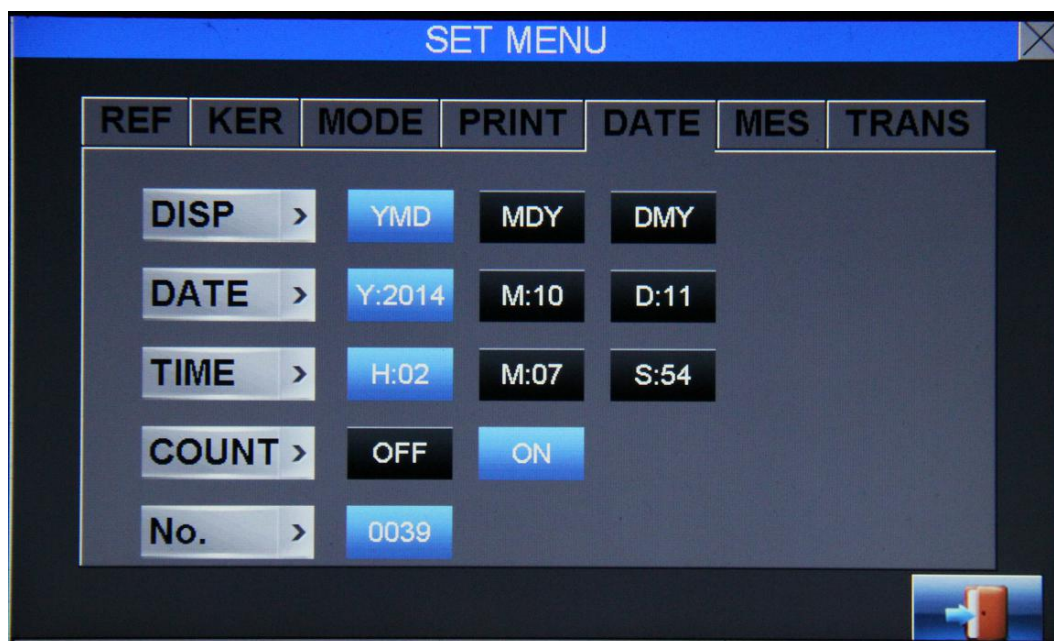 SET MENU
REF KER MODE PRINT DATE MES TRANS
DISP > YMD MDY DMY
DATE > Y:2014 M:10 D:11
TIME > H:02 M:07 S:54
COUNT > OFF ON
No. > 0039